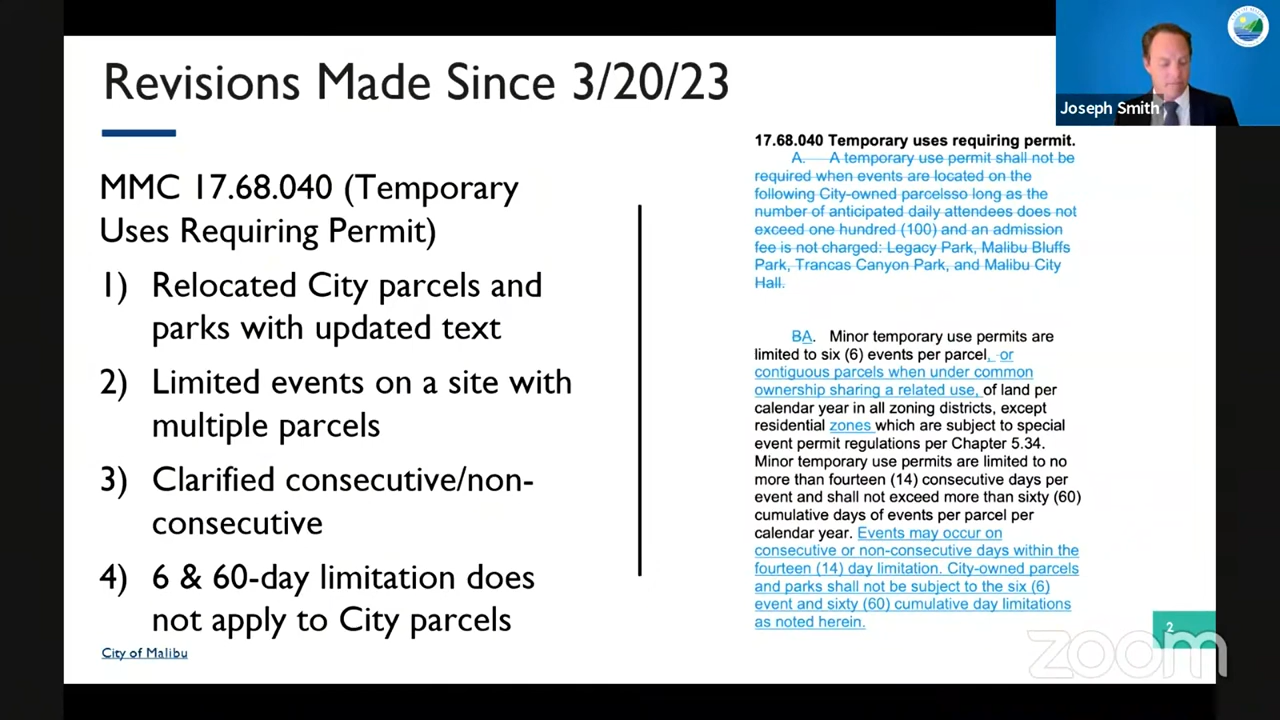 Revisions Made Since 3/20/23
Joseph Smith
MMC 17.68.040 (Temporary
Uses Requiring Permit)
1) Relocated City parcels and
parks with updated text
2) Limited events on a site with
multiple parcels
3) Clarified consecutive/non-
consecutive
4) 6 & 60-day limitation does
not apply to City parcels
City of Malibu
17.68.040 Temporary uses requiring permit.
A. A temporary use permit shall not be
required when events are located on the
following City-owned parcelsso long as the
number of anticipated daily attendees does not
exceed one hundred (100) and an admission
fee is not charged: Legacy Park, Malibu Bluffs
Park, Trancas Canyon Park, and Malibu City
Hall.
BA. Minor temporary use permits are
limited to six (6) events per parcel, or
contiguous parcels when under common
ownership sharing a related use, of land per
calendar year in all zoning districts, except
residential zones which are subject to special
event permit regulations per Chapter 5.34.
Minor temporary use permits are limited to no
more than fourteen (14) consecutive days per
event and shall not exceed more than sixty (60)
cumulative days of events per parcel per
calendar year. Events may occur on
consecutive or non-consecutive days within the
fourteen (14) day limitation. City-owned parcels
and parks shall not be subject to the six (6)
event and sixty (60) cumulative day limitations
as noted herein.
2
zoom